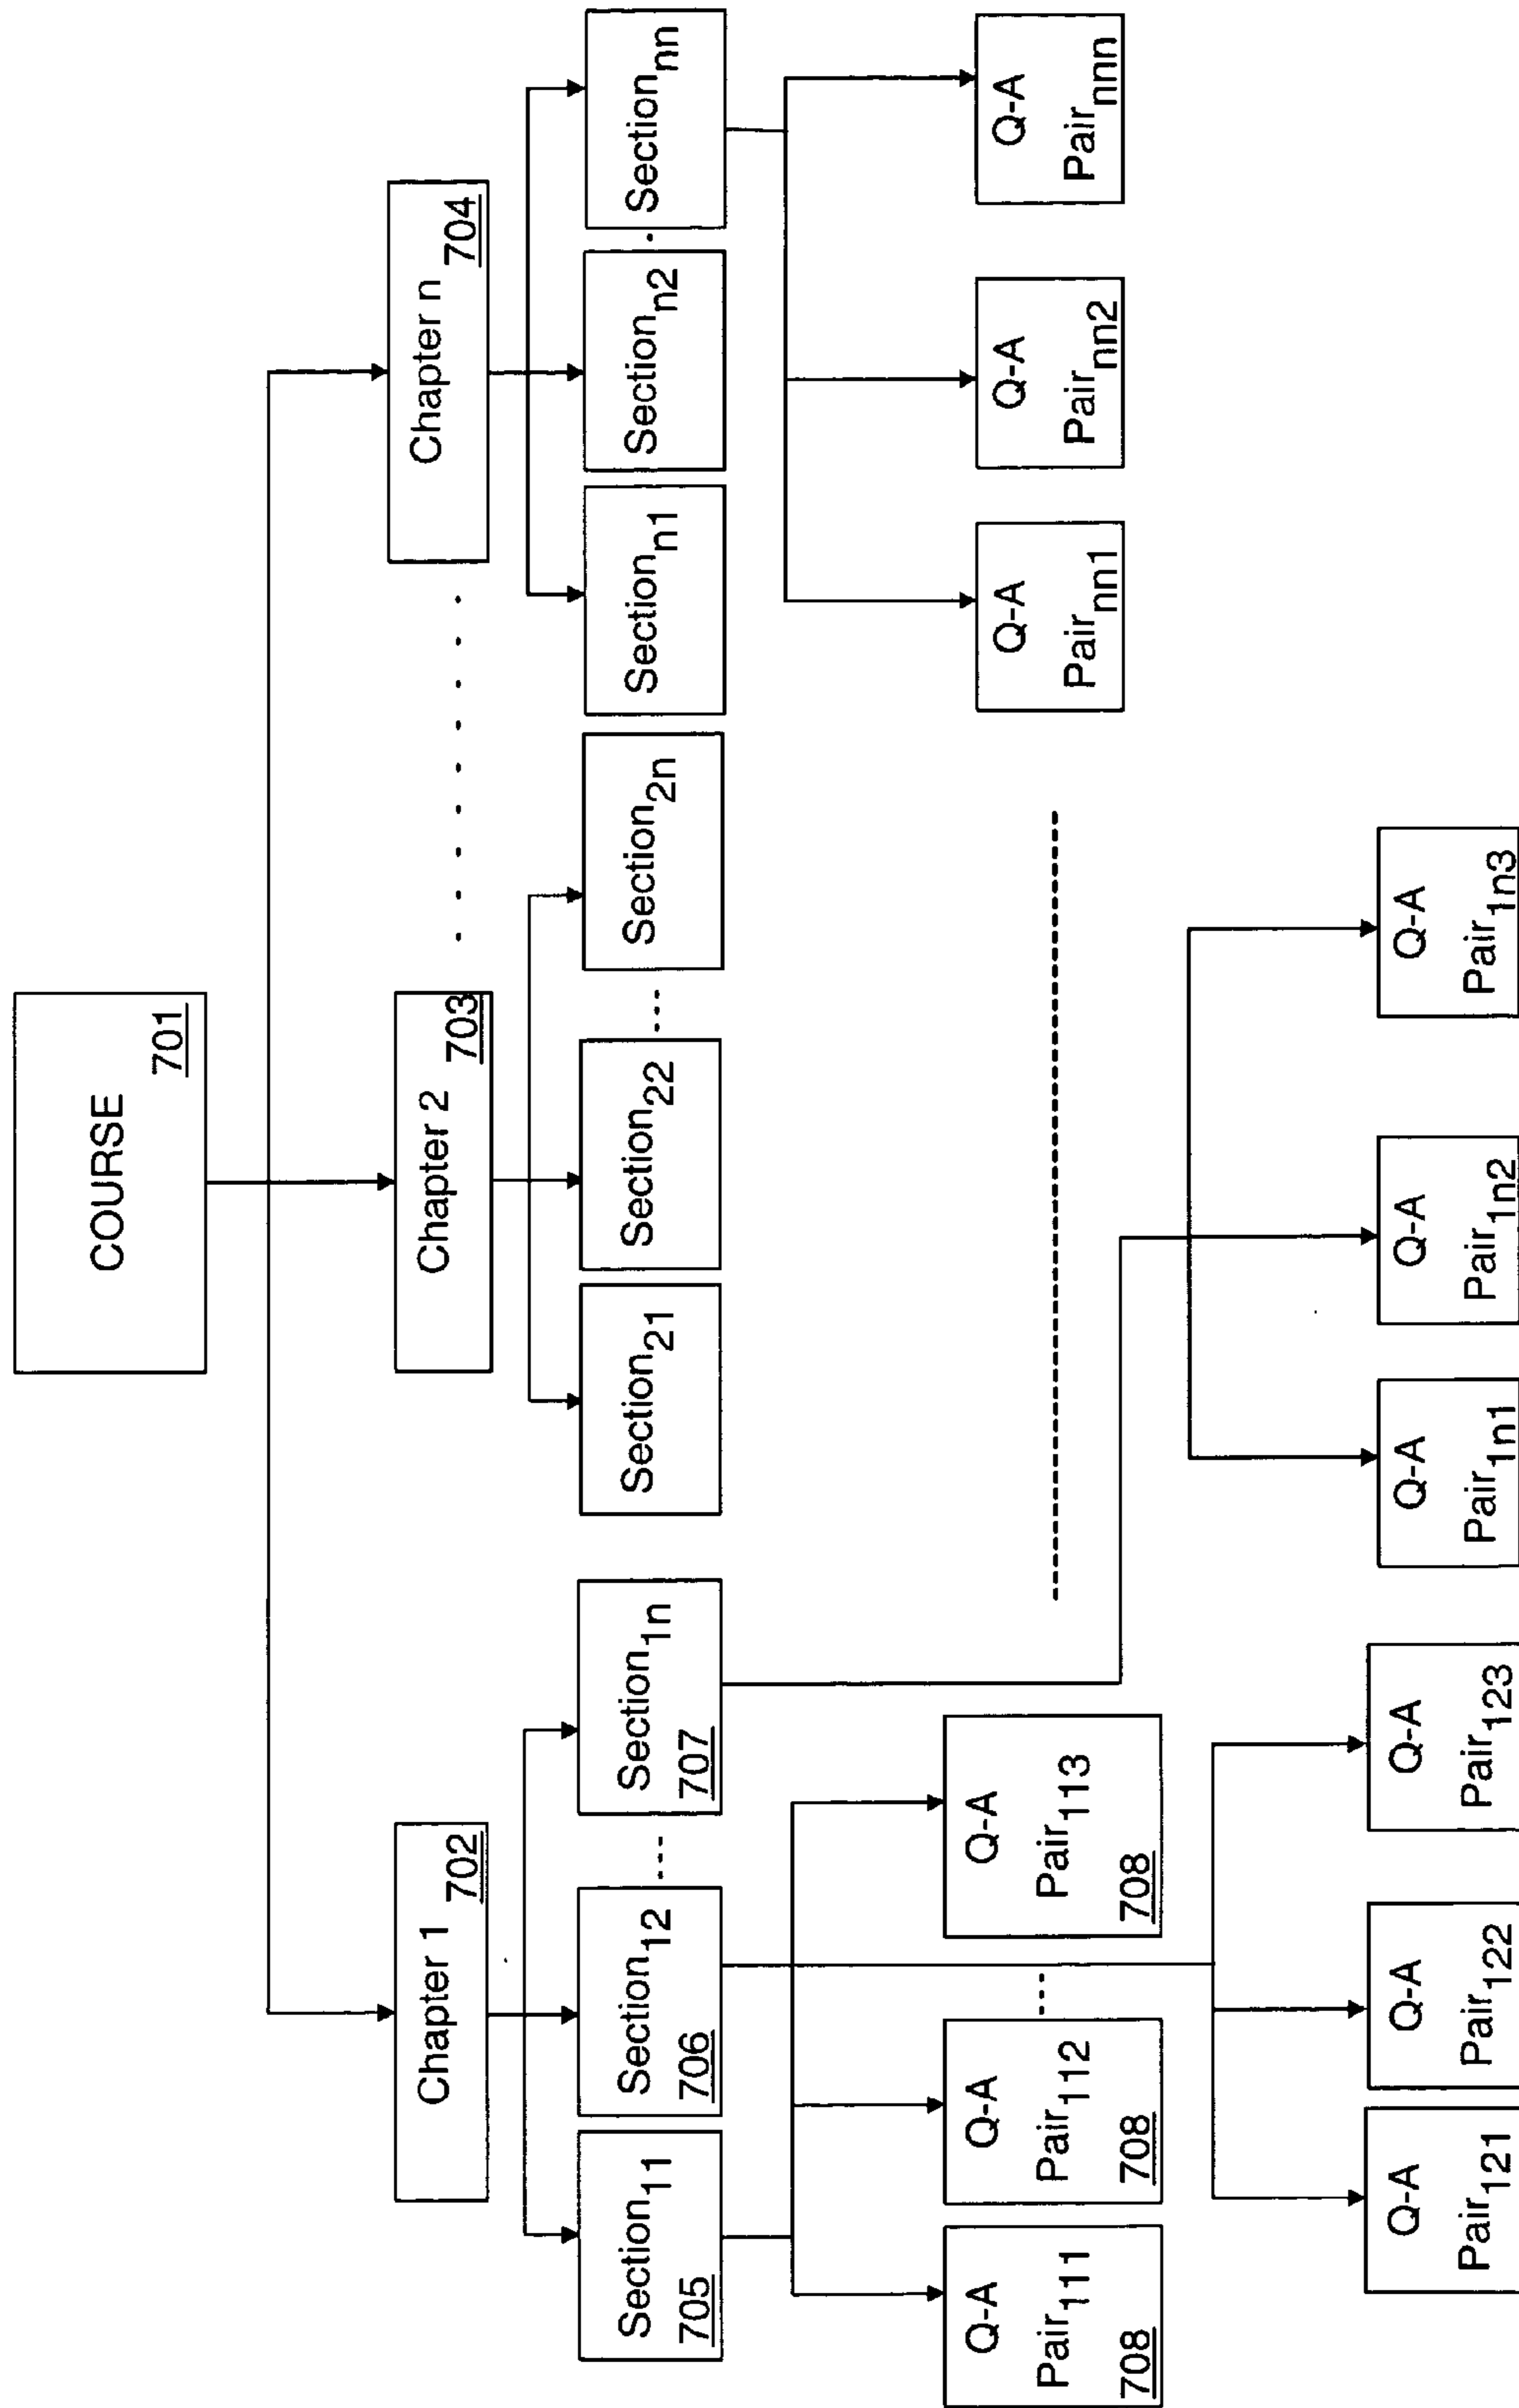 COURSE
701
Chapter 1
702
Chapter 2
703
Chapter n
704
Section11
705
Section12
706
Section1n
707
Section21
Section22
Section2n
Sectionn1
Sectionn2
Sectionnn
Q-A
Pair111
708
Q-A
Pair112
708
Q-A
Pair113
708
Q-A
Pairnn1
Q-A
Pairnn2
Q-A
Pairnnn
Q-A
Pair121
Q-A
Pair122
Q-A
Pair123
Q-A
Pair1n1
Q-A
Pair1n2
Q-A
Pair1n3